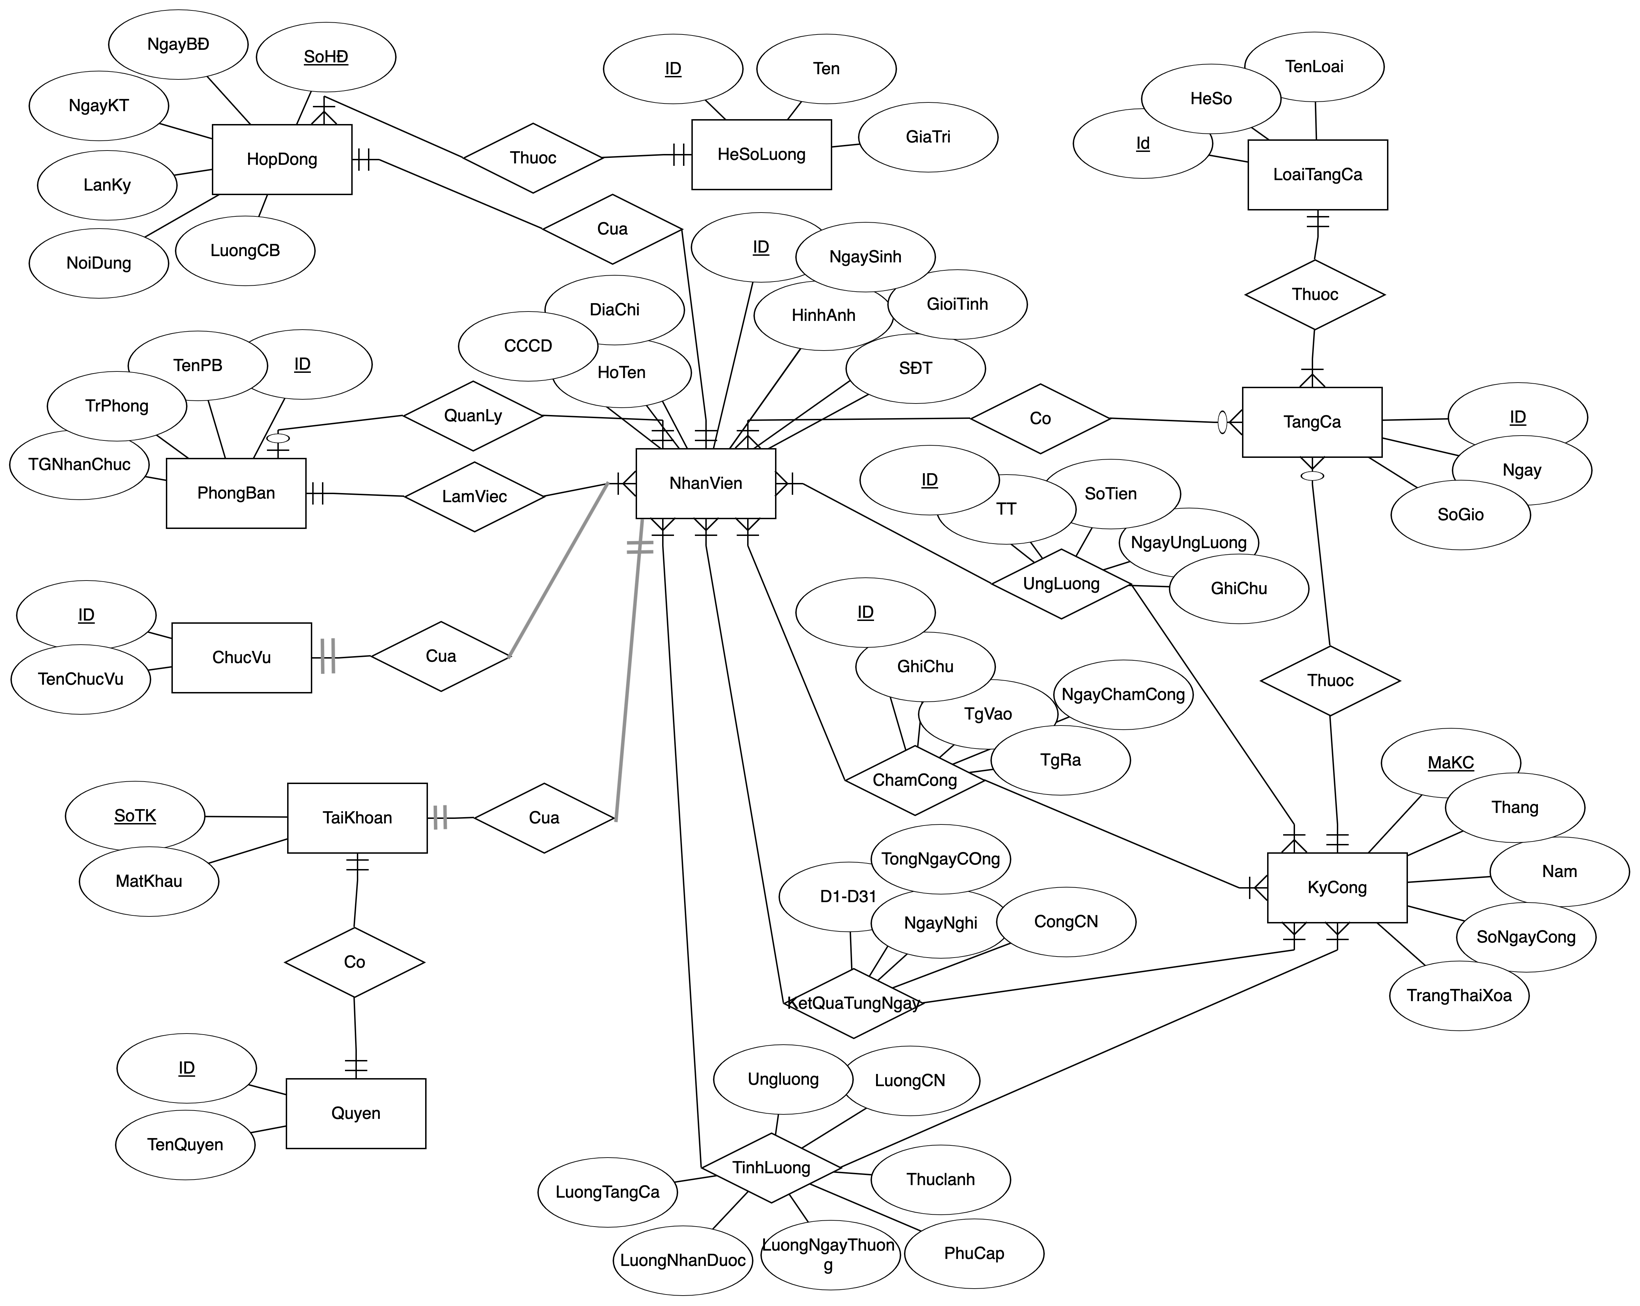 NgayBĐ
SoHĐ
ID
Ten
TenLoai
NgayKT
HeSo
GiaTri
Id
HopDong
Thuoc
HeSoLuong
LoaiTangCa
LanKy
Cua
NoiDung
LuongCB
ID
NgaySinh
Thuoc
DiaChi
HinhAnh
GioiTinh
CCCD
HoTen
SĐT
TenPB
ID
TrPhong
QuanLy
Co
TangCa
ID
TGNhanChuc
PhongBan
LamViec
NhanVien
ID
TT
SoTien
Ngay
SoGio
NgayUngLuong
UngLuong
GhiChu
ID
ID
TenChucVu
ChucVu
Cua
GhiChu
Thuoc
NgayChamCong
TgVao
TgRa
ChamCong
MaKC
Thang
SoTK
TaiKhoan
Cua
MatKhau
TongNgayCOng
D1-D31
NgayNghi
CongCN
KyCong
Nam
SoNgayCong
Co
KetQuaTungNgay
TrangThaiXoa
ID
Quyen
TenQuyen
Ungluong
LuongCN
TinhLuong
Thuclanh
LuongTangCa
LuongNhanDuoc
LuongNgayThuon
g
PhuCap